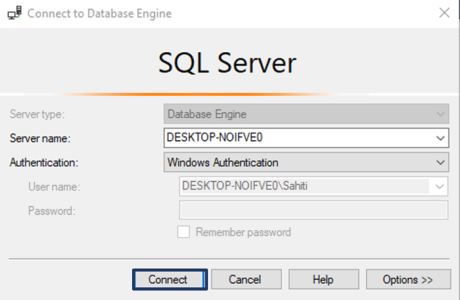 Connect to Database Engine
SQL Server
Server type: Database Engine
Server name: DESKTOP-NOIFVE0
Authentication: Windows Authentication
User name: DESKTOP-NOIFVE0\Sahiti
Password:
Remember password
Connect Cancel Help Options >>